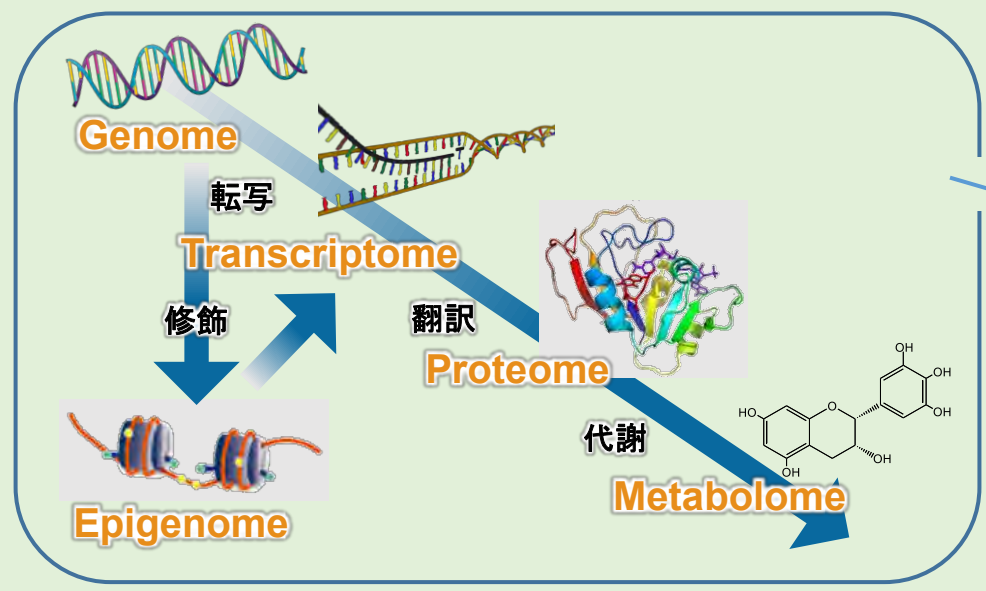 Genome
転写
Transcriptome
修飾
翻訳
Proteome
代謝
Metabolome
Epigenome
T
OH
OH
OH
HO
O
OH
OH